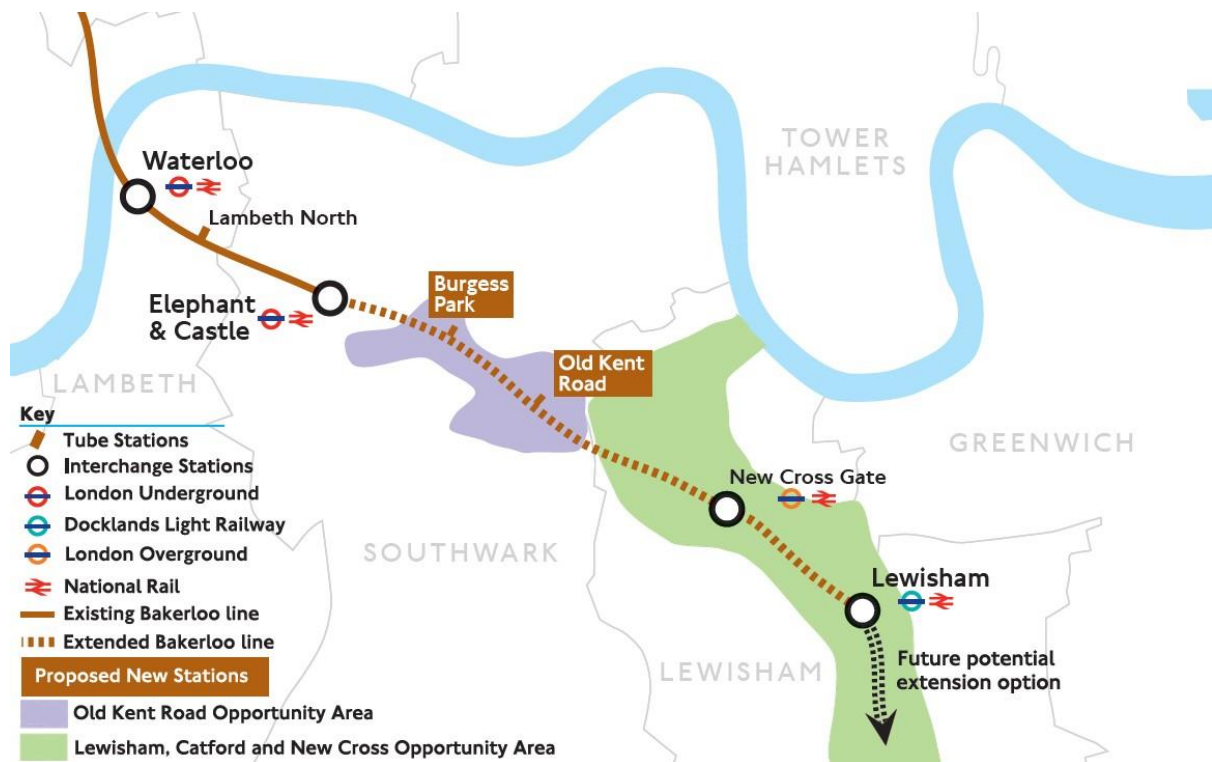 TOWER
HAMLETS
Waterloo
Lambeth North
Burgess
Park
Elephant
& Castle
Old Kent
Road
LAMBETH
GREENWICH
New Cross Gate
SOUTHWARK
Lewisham
LEWISHAM
Future potential
extension option
Key
Tube Stations
Interchange Stations
London Underground
Docklands Light Railway
London Overground
National Rail
Existing Bakerloo line
Extended Bakerloo line
Proposed New Stations
Old Kent Road Opportunity Area
Lewisham, Catford and New Cross Opportunity Area